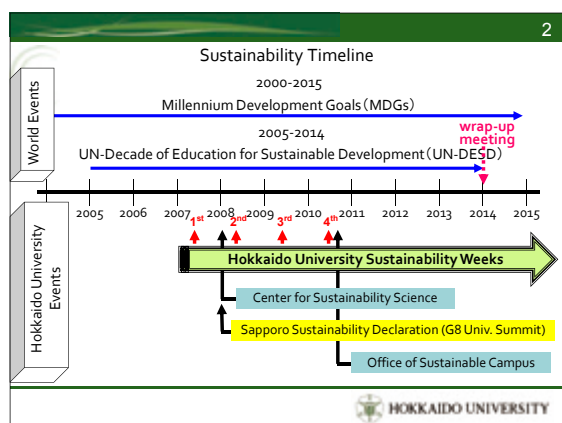 2
Sustainability Timeline
World Events
2000-2015
Millennium Development Goals (MDGs)
2005-2014
wrap-up
meeting
UN-Decade of Education for Sustainable Development (UN-DESD)
2005 2006 2007 2008 2009 2010 2011 2012 2013 2014 2015
Hokkaido University
Events
1st 2nd 3rd 4th
Hokkaido University Sustainability Weeks
Center for Sustainability Science
Sapporo Sustainability Declaration (G8 Univ. Summit)
Office of Sustainable Campus
HOKKAIDO UNIVERSITY